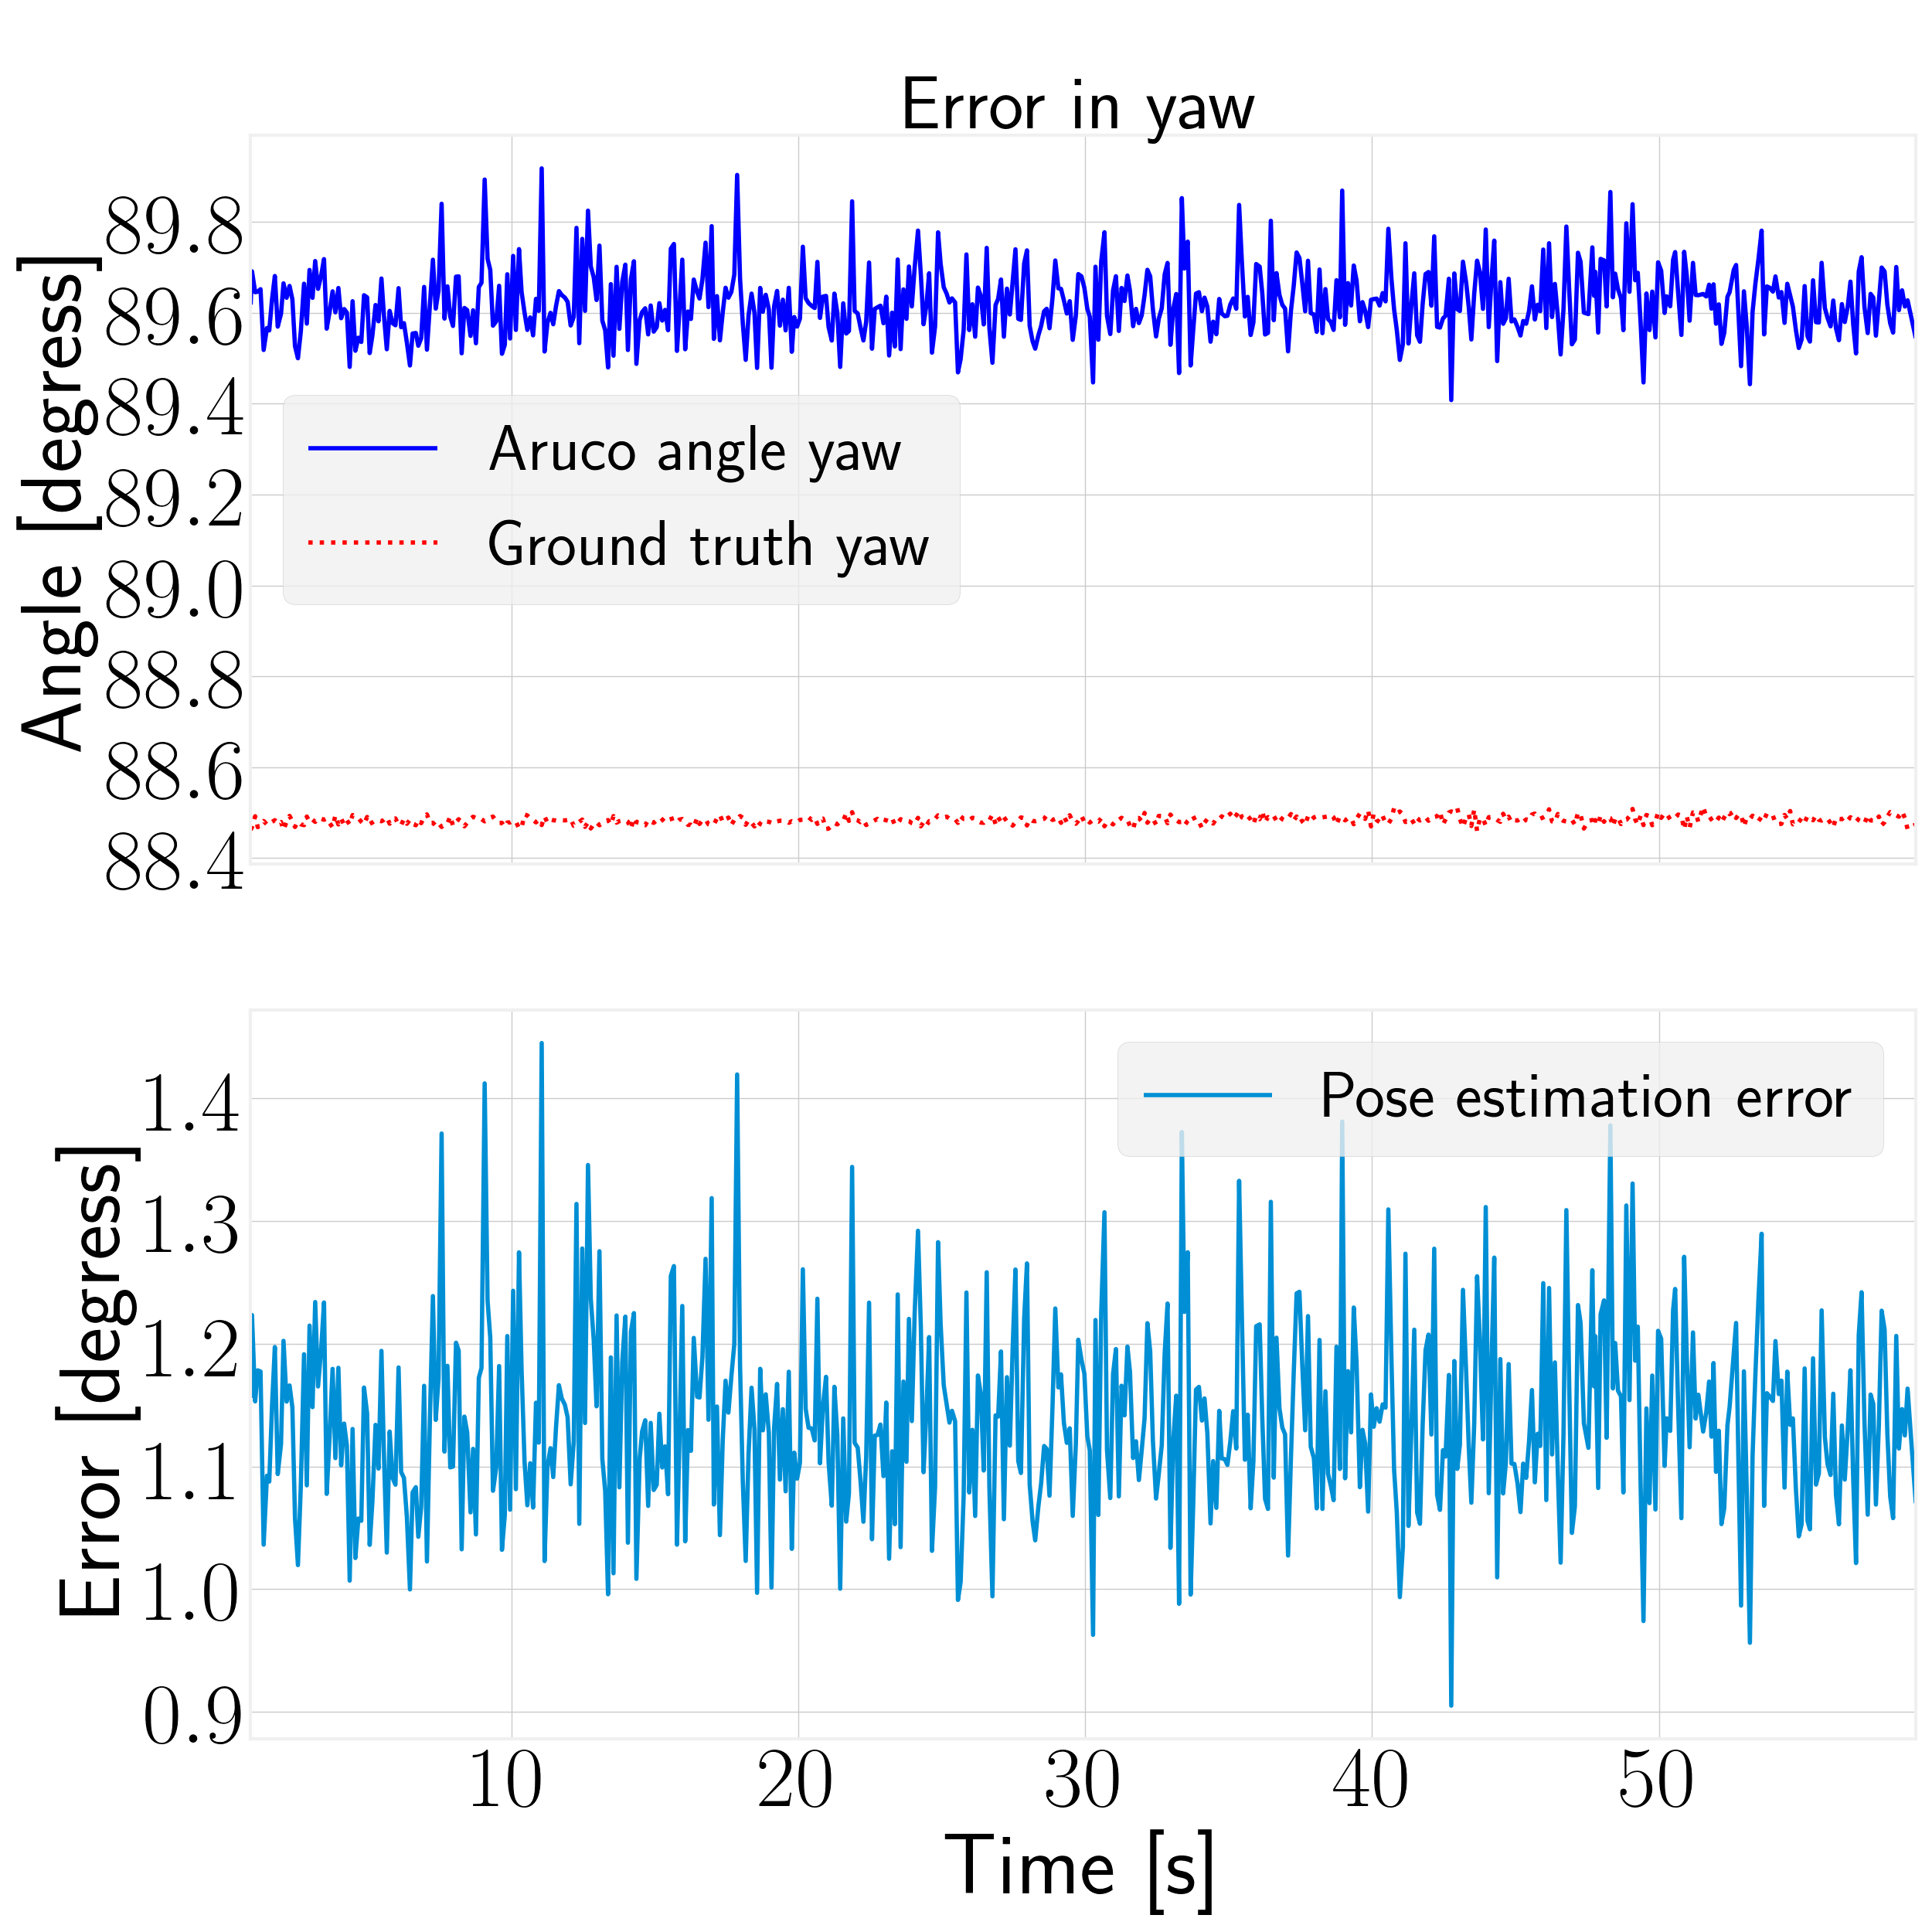 Error in yaw
Angle [degress]
89.8
89.6
89.4
89.2
89.0
88.8
88.6
88.4
Aruco angle yaw
Ground truth yaw
Error [degress]
1.4
1.3
1.2
1.1
1.0
0.9
Pose estimation error
10 20 30 40 50
Time [s]